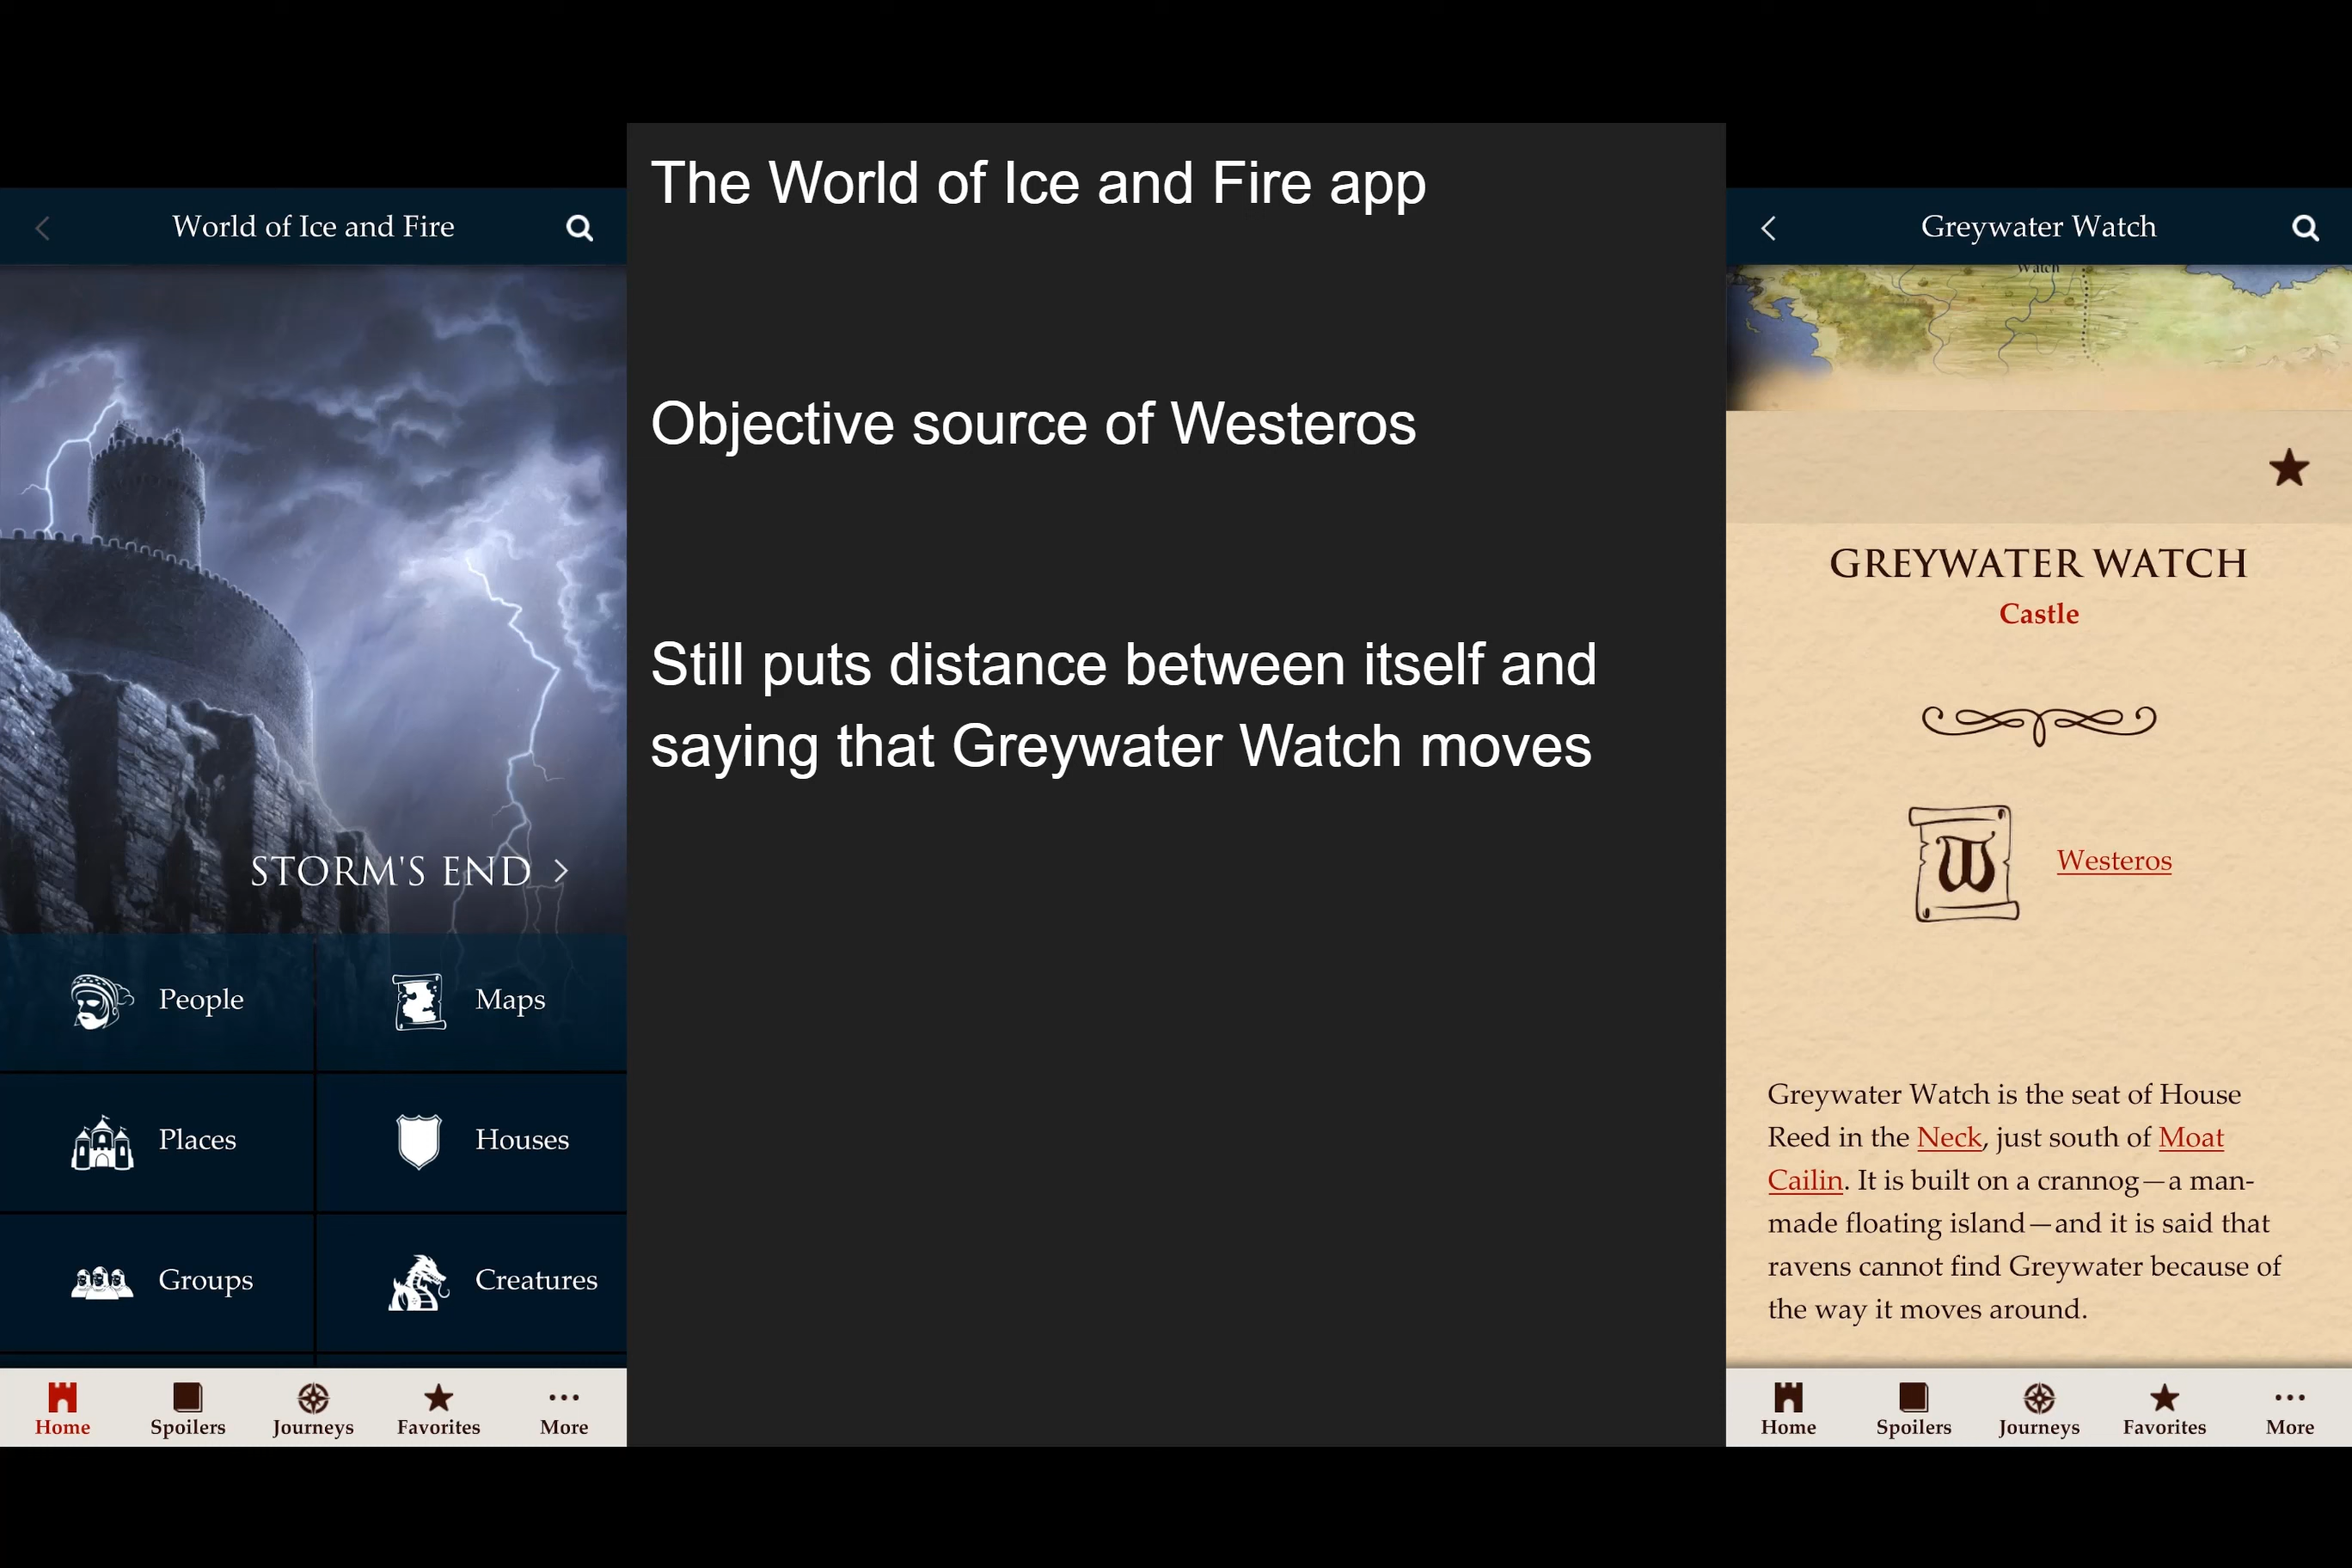 World of Ice and Fire
STORM'S END
People
Maps
Places
Houses
Groups
Creatures
Home
Spoilers
Journeys
Favorites
More
The World of Ice and Fire app
Objective source of Westeros
Still puts distance between itself and
saying that Greywater Watch moves
Greywater Watch
Watch
GREYWATER WATCH
Castle
Westeros
Greywater Watch is the seat of House
Reed in the Neck, just south of Moat
Cailin. It is built on a crannog—a man-
made floating island—and it is said that
ravens cannot find Greywater because of
the way it moves around.
Home
Spoilers
Journeys
Favorites
More